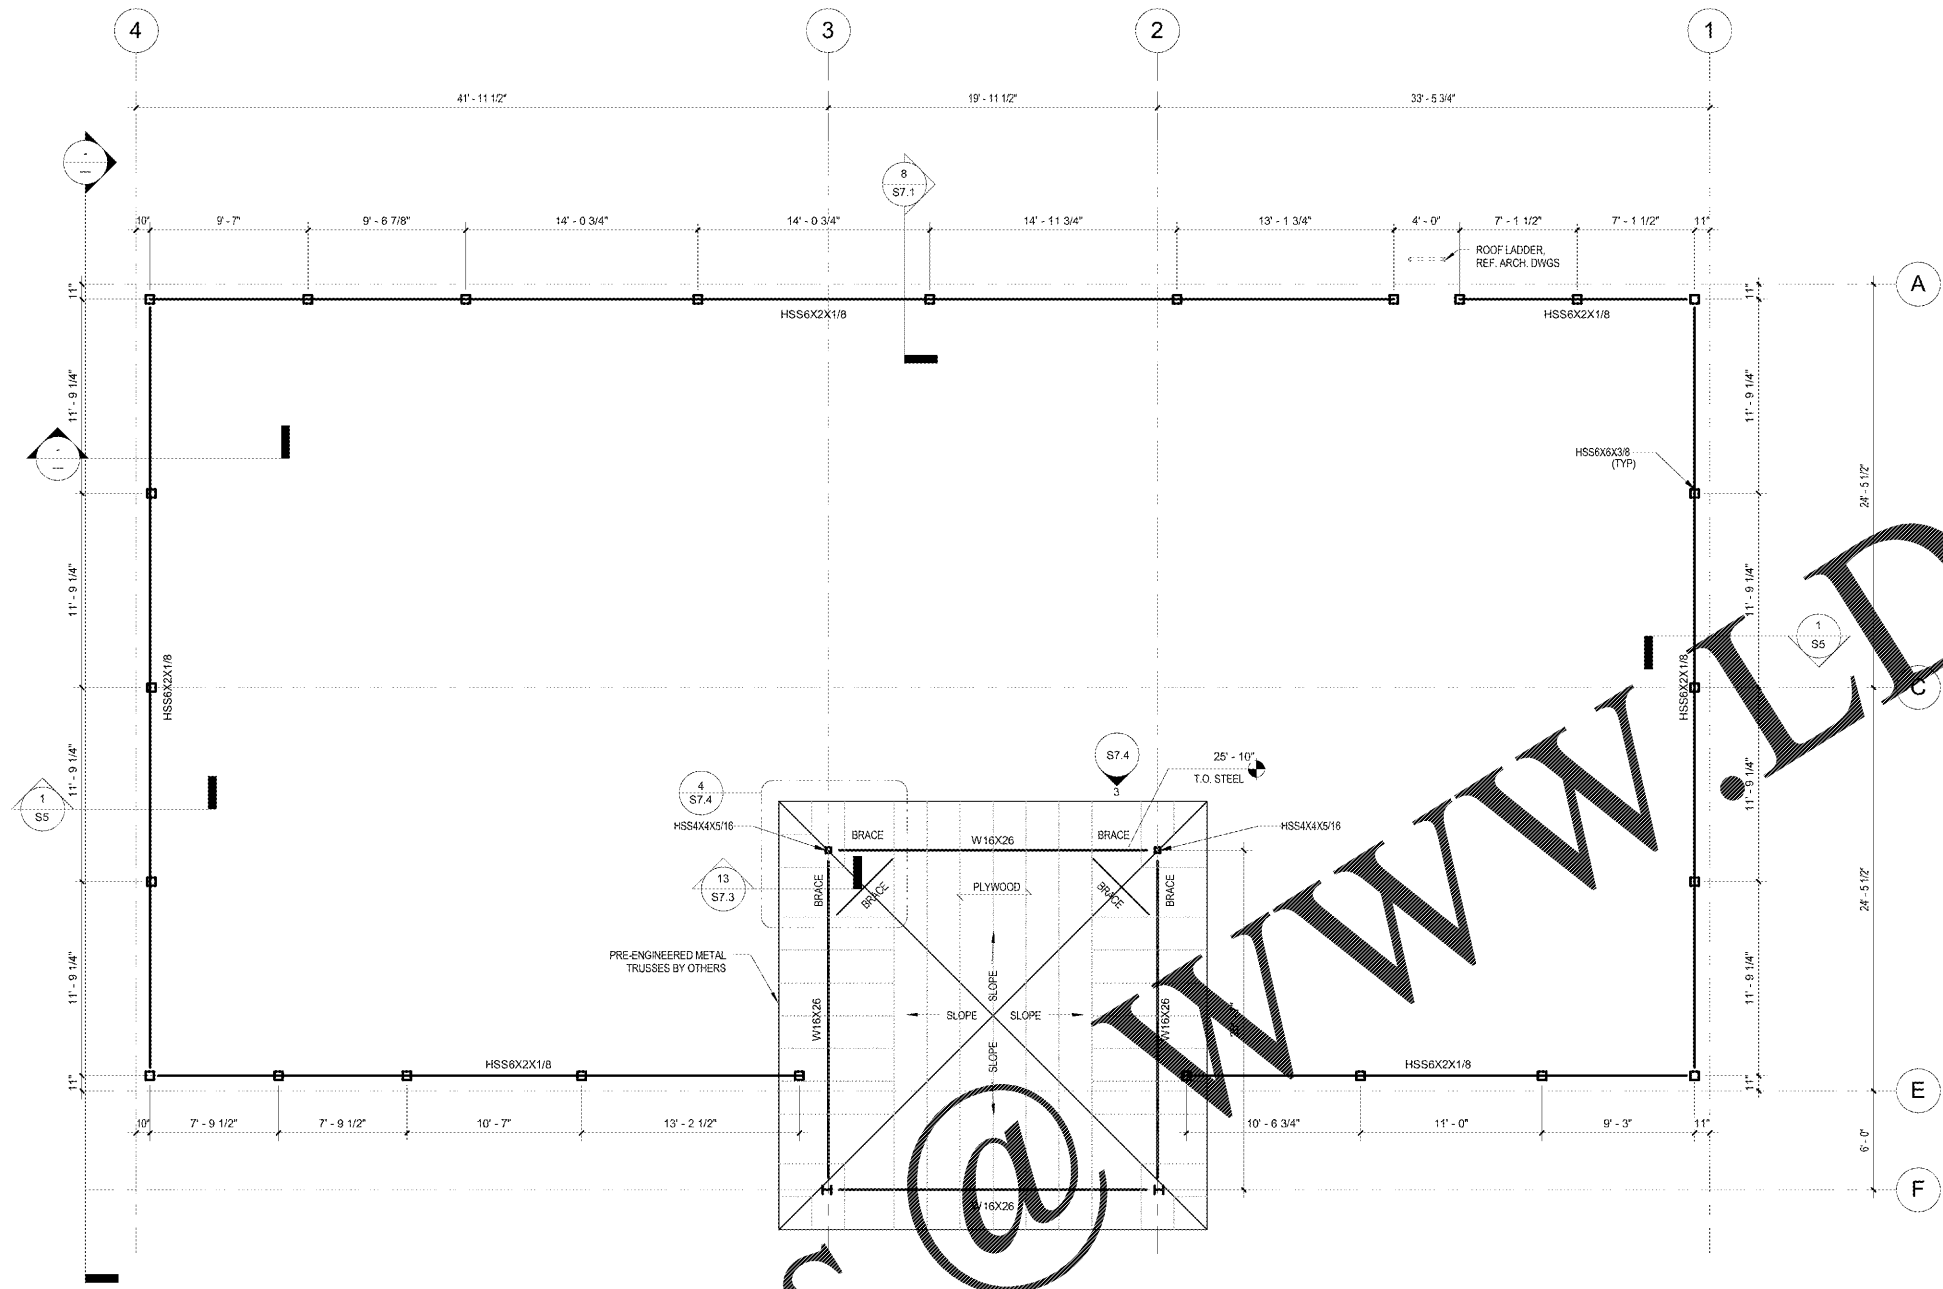 4
3
2
1
41' - 11 1/2"
19' - 11 1/2"
33' - 5 3/4"
8
S7.1
10"
9' - 7"
9' - 6 7/8"
14' - 0 3/4"
14' - 0 3/4"
14' - 11 3/4"
13' - 1 3/4"
4' - 0"
7' - 1 1/2"
7' - 1 1/2"
11"
ROOF LADDER,
REF. ARCH. DWGS
A
11"
11"
HSS6X2X1/8
HSS6X2X1/8
11' - 9 1/4"
11' - 9 1/4"
HSS6X6X3/8
(TYP)
24' - 5 1/2"
11' - 9 1/4"
11' - 9 1/4"
1
S5
HSS6X2X1/8
HSS6X2X1/8
C
S7.4
3
25' - 10"
T.O. STEEL
4
S7.4
11' - 9 1/4"
11' - 9 1/4"
1
S5
HSS4X4X5/16
BRACE
W16X26
BRACE
HSS4X4X5/16
13
S7.3
BRACE
BRACE
PLYWOOD
BRACE
BRACE
24' - 5 1/2"
PRE-ENGINEERED METAL
TRUSSES BY OTHERS
11' - 9 1/4"
11' - 9 1/4"
W16X26
SLOPE
SLOPE
SLOPE
SLOPE
W16X26
HSS6X2X1/8
HSS6X2X1/8
11"
11"
E
10"
7' - 9 1/2"
7' - 9 1/2"
10' - 7"
13' - 2 1/2"
10' - 6 3/4"
11' - 0"
9' - 3"
11"
6' - 0"
F
W16X26
@ WWW.LD